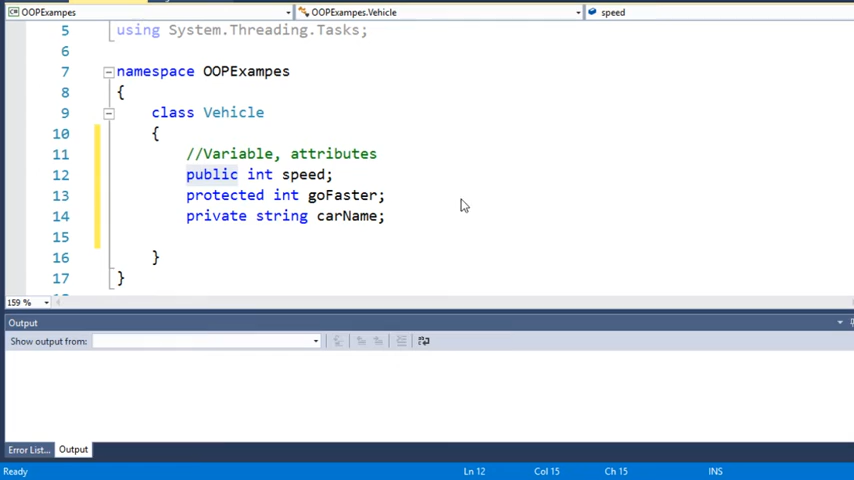 OOPExampes OOPExampes.Vehicle speed
5 using System.Threading.Tasks;
6
7 namespace OOPExampes
8 {
9 class Vehicle
10 {
11 //Variable, attributes
12 public int speed;
13 protected int goFaster;
14 private string carName;
15
16 }
17 }
159 %
Output
Show output from:
Error List... Output
Ready Ln 12 Col 15 Ch 15 INS